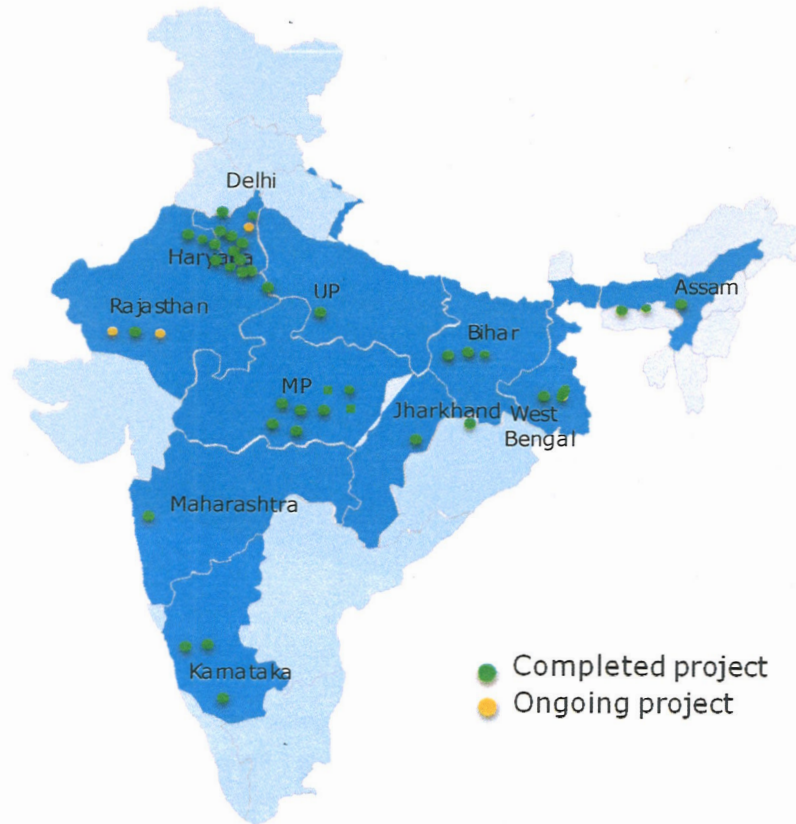 Delhi
Haryana
Rajasthan
UP
Bihar
Assam
MP
Jharkhand
West
Bengal
Maharashtra
Karnataka
Completed project
Ongoing project